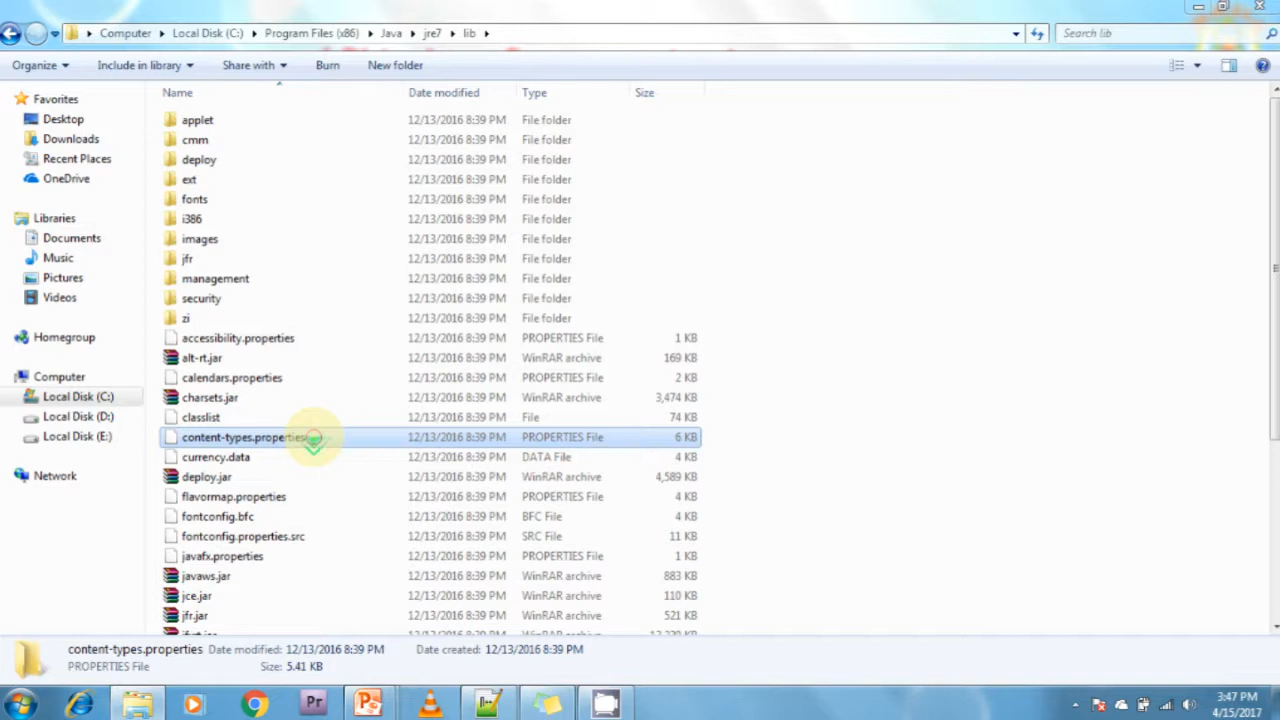 Computer Local Disk (C:) Program Files (x86) Java jre7 lib Search lib
Organize Include in library Share with Burn New folder
Favorites
Desktop
Downloads
Recent Places
OneDrive
Libraries
Documents
Music
Pictures
Videos
Homegroup
Computer
Local Disk (C:)
Local Disk (D:)
Local Disk (E:)
Network
Name Date modified Type Size
applet 12/13/2016 8:39 PM File folder
cmm 12/13/2016 8:39 PM File folder
deploy 12/13/2016 8:39 PM File folder
ext 12/13/2016 8:39 PM File folder
fonts 12/13/2016 8:39 PM File folder
i386 12/13/2016 8:39 PM File folder
images 12/13/2016 8:39 PM File folder
jfr 12/13/2016 8:39 PM File folder
management 12/13/2016 8:39 PM File folder
security 12/13/2016 8:39 PM File folder
zi 12/13/2016 8:39 PM File folder
accessibility.properties 12/13/2016 8:39 PM PROPERTIES File 1 KB
alt-rt.jar 12/13/2016 8:39 PM WinRAR archive 169 KB
calendars.properties 12/13/2016 8:39 PM PROPERTIES File 2 KB
charsets.jar 12/13/2016 8:39 PM WinRAR archive 3,474 KB
classlist 12/13/2016 8:39 PM File 74 KB
content-types.properties 12/13/2016 8:39 PM PROPERTIES File 6 KB
currency.data 12/13/2016 8:39 PM DATA File 4 KB
deploy.jar 12/13/2016 8:39 PM WinRAR archive 4,589 KB
flavormap.properties 12/13/2016 8:39 PM PROPERTIES File 4 KB
fontconfig.bfc 12/13/2016 8:39 PM BFC File 4 KB
fontconfig.properties.src 12/13/2016 8:39 PM SRC File 11 KB
javafx.properties 12/13/2016 8:39 PM PROPERTIES File 1 KB
javaws.jar 12/13/2016 8:39 PM WinRAR archive 883 KB
jce.jar 12/13/2016 8:39 PM WinRAR archive 110 KB
jfr.jar 12/13/2016 8:39 PM WinRAR archive 521 KB
content-types.properties Date modified: 12/13/2016 8:39 PM Date created: 12/13/2016 8:39 PM
PROPERTIES File Size: 5.41 KB
Pr
3:47 PM
4/15/2017